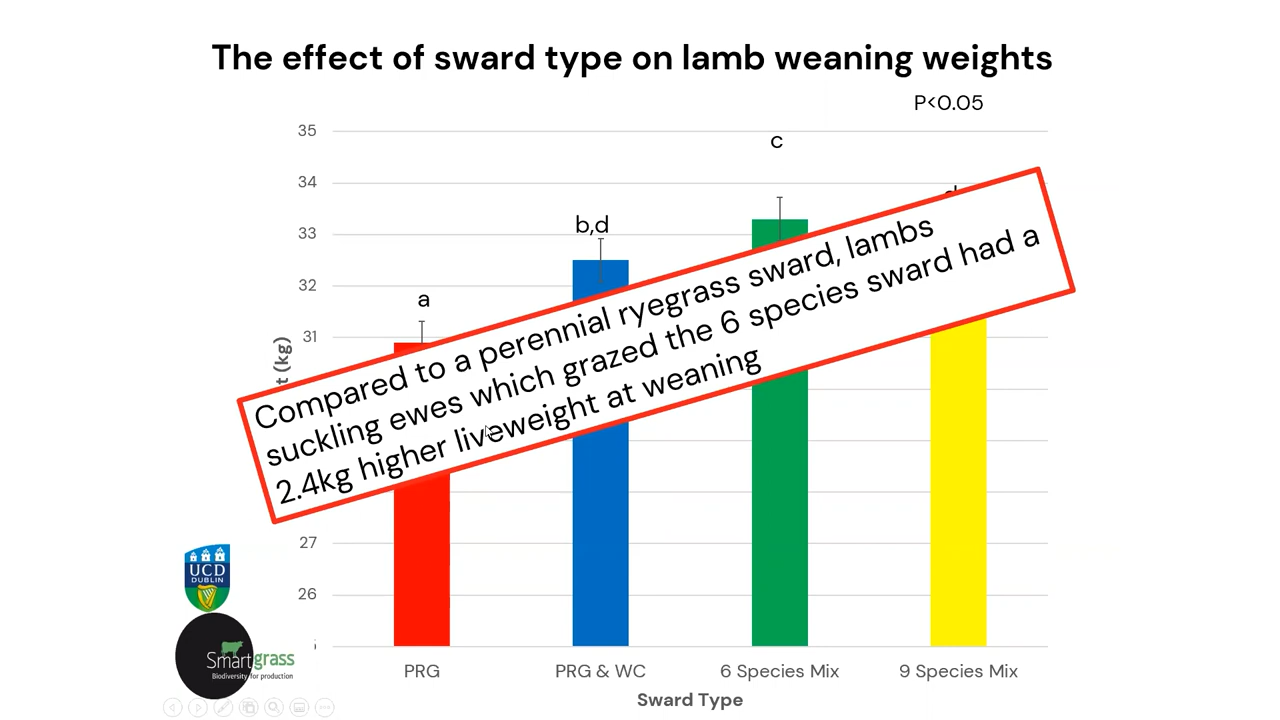 The effect of sward type on lamb weaning weights
P<0.05
35
c
34
d
b,d
33
32
a
31
t (kg)
Compared to a perennial ryegrass sward, lambs
suckling ewes which grazed the 6 species sward had a
2.4kg higher liveweight at weaning
27
26
PRG
PRG & WC
6 Species Mix
9 Species Mix
Sward Type
UCD
DUBLIN
Smartgrass
Biodiversity for production